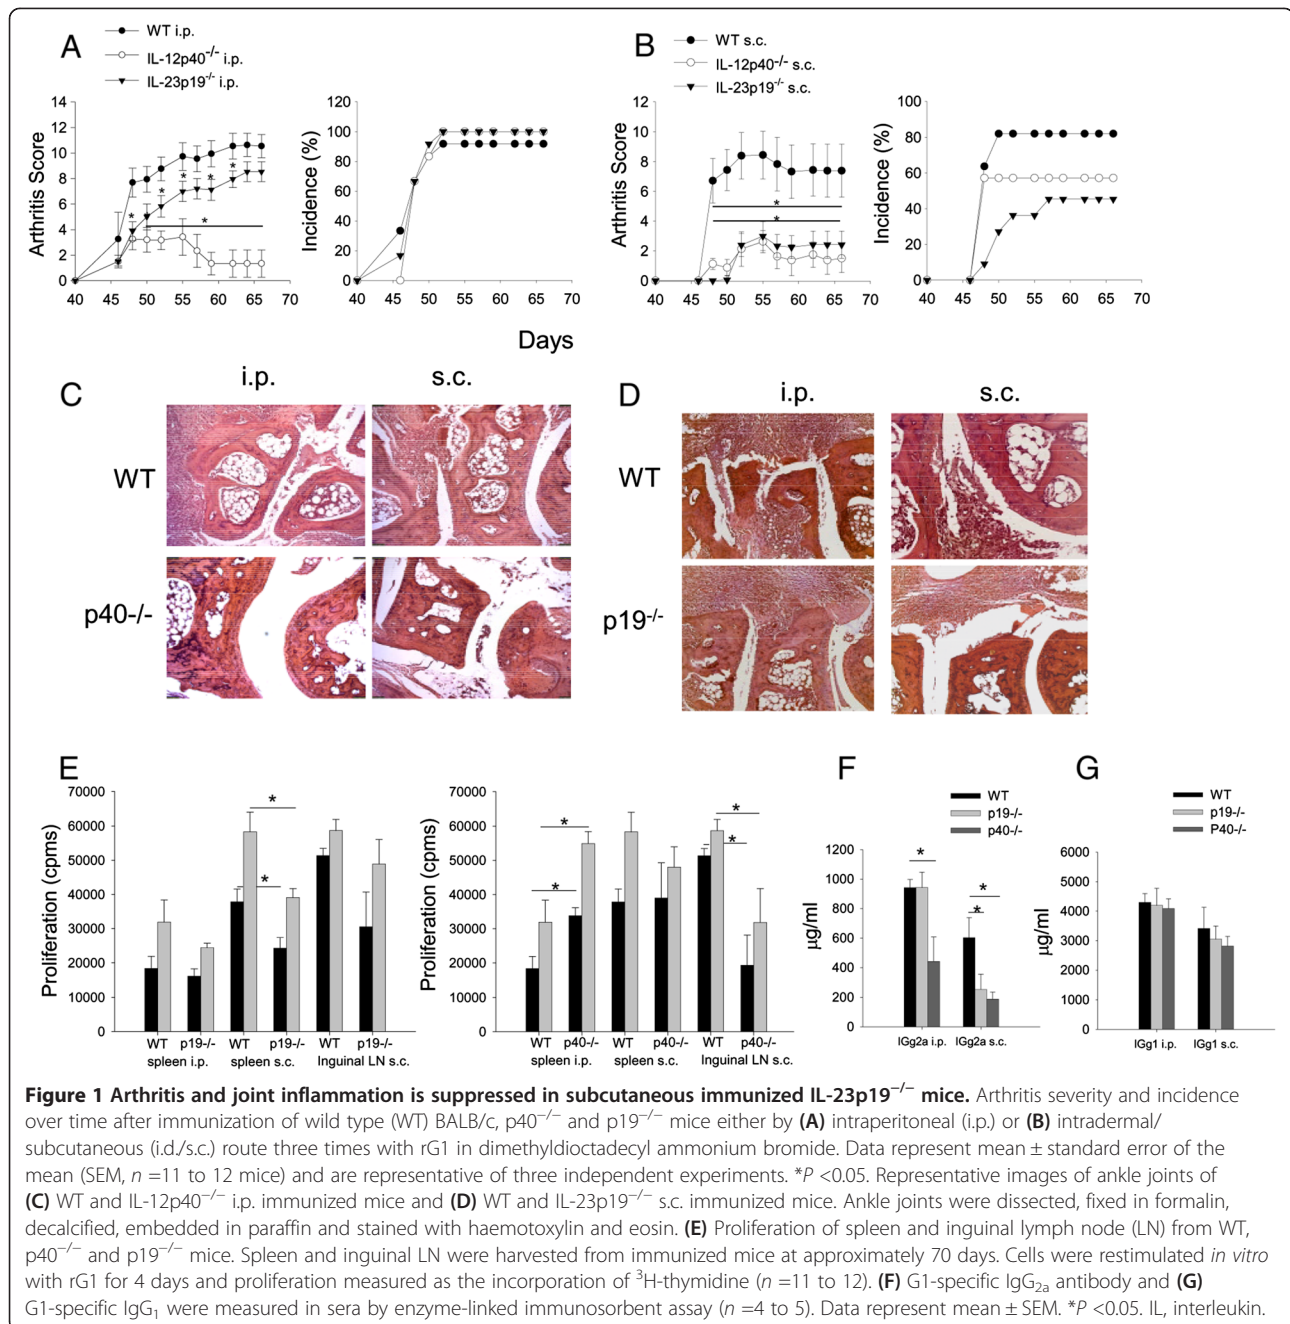 A
WT i.p.
IL-12p40-/- i.p.
IL-23p19-/- i.p.
Arthritis Score
14
12
10
8
6
4
2
0
40 45 50 55 60 65 70
* * * * * *
*
Incidence (%)
120
100
80
60
40
20
0
40 45 50 55 60 65 70
B
WT s.c.
IL-12p40-/- s.c.
IL-23p19-/- s.c.
Arthritis Score
14
12
10
8
6
4
2
0
40 45 50 55 60 65 70
*
*
Incidence (%)
100
80
60
40
20
0
40 45 50 55 60 65 70
Days
C
i.p. s.c.
WT
p40-/-
D
i.p. s.c.
WT
p19-/-
E
Proliferation (cpms)
70000
60000
50000
40000
30000
20000
10000
0
*
*
WT p19-/- WT p19-/- WT p19-/-
spleen i.p. spleen s.c. Inguinal LN s.c.
Proliferation (cpms)
70000
60000
50000
40000
30000
20000
10000
0
*
*
*
*
WT p40-/- WT p40-/- WT p40-/-
spleen i.p. spleen s.c. Inguinal LN s.c.
F
WT
p19-/-
p40-/-
µg/ml
1200
1000
800
600
400
200
0
*
*
*
IGg2a i.p. IGg2a s.c.
G
WT
p19-/-
P40-/-
µg/ml
6000
5000
4000
3000
2000
1000
0
IGg1 i.p. IGg1 s.c.
Figure 1 Arthritis and joint inflammation is suppressed in subcutaneous immunized IL-23p19−/− mice. Arthritis severity and incidence
over time after immunization of wild type (WT) BALB/c, p40−/− and p19−/− mice either by (A) intraperitoneal (i.p.) or (B) intradermal/
subcutaneous (i.d./s.c.) route three times with rG1 in dimethyldioctadecyl ammonium bromide. Data represent mean ± standard error of the
mean (SEM, n =11 to 12 mice) and are representative of three independent experiments. *P <0.05. Representative images of ankle joints of
(C) WT and IL-12p40−/− i.p. immunized mice and (D) WT and IL-23p19−/− s.c. immunized mice. Ankle joints were dissected, fixed in formalin,
decalcified, embedded in paraffin and stained with haemotoxylin and eosin. (E) Proliferation of spleen and inguinal lymph node (LN) from WT,
p40−/− and p19−/− mice. Spleen and inguinal LN were harvested from immunized mice at approximately 70 days. Cells were restimulated in vitro
with rG1 for 4 days and proliferation measured as the incorporation of 3H-thymidine (n =11 to 12). (F) G1-specific IgG2a antibody and (G)
G1-specific IgG1 were measured in sera by enzyme-linked immunosorbent assay (n =4 to 5). Data represent mean ± SEM. *P <0.05. IL, interleukin.